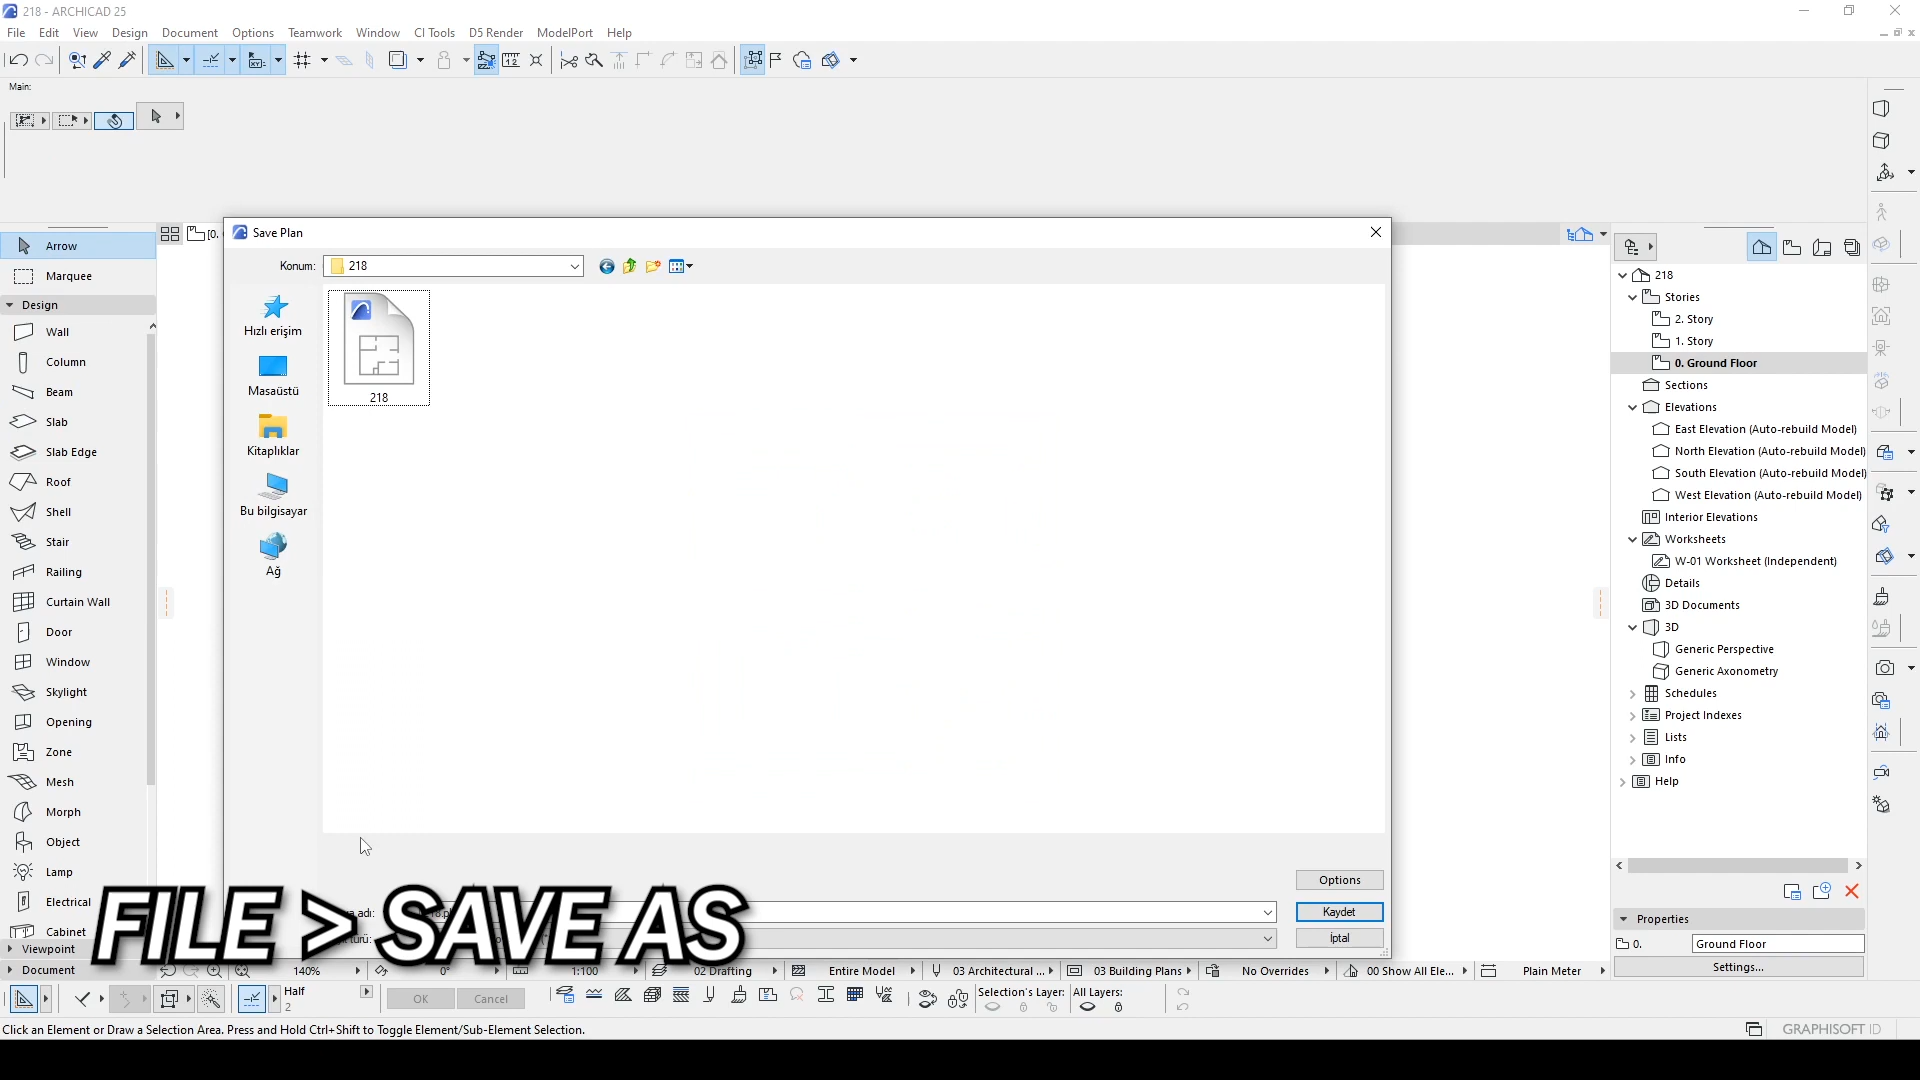 218 - ARCHICAD 25
File Edit View Design Document Options Teamwork Window CI Tools D5 Render ModelPort Help
Main:
Save Plan
Konum: 218
Hızlı erişim
Masaüstü
Kitaplıklar
Bu bilgisayar
Ağ
218
Options
Kaydet
İptal
FILE > SAVE AS
Arrow
Marquee
Design
Wall
Column
Beam
Slab
Slab Edge
Roof
Shell
Stair
Railing
Curtain Wall
Door
Window
Skylight
Opening
Zone
Mesh
Morph
Object
Lamp
Electrical
Cabinet
Viewpoint
Document
218
Stories
2. Story
1. Story
0. Ground Floor
Sections
Elevations
East Elevation (Auto-rebuild Model)
North Elevation (Auto-rebuild Model)
South Elevation (Auto-rebuild Model)
West Elevation (Auto-rebuild Model)
Interior Elevations
Worksheets
W-01 Worksheet (Independent)
Details
3D Documents
3D
Generic Perspective
Generic Axonometry
Schedules
Project Indexes
Lists
Info
Help
Properties
0. Ground Floor
Settings...
140% 0° 1:100 02 Drafting Entire Model 03 Architectural ... 03 Building Plans No Overrides 00 Show All Ele... Plain Meter
Half
2
OK Cancel
Selection's Layer: All Layers:
Click an Element or Draw a Selection Area. Press and Hold Ctrl+Shift to Toggle Element/Sub-Element Selection.
GRAPHISOFT ID